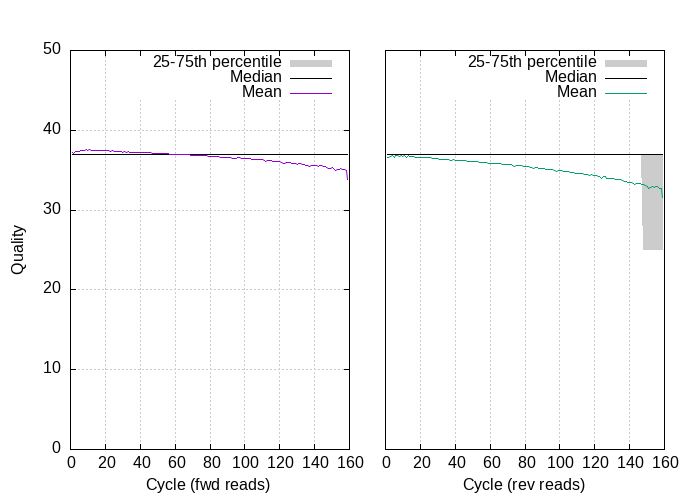 50
40
30
20
10
0
Quality
25-75th percentile
Median
Mean
0 20 40 60 80 100 120 140 160
Cycle (fwd reads)
25-75th percentile
Median
Mean
0 20 40 60 80 100 120 140 160
Cycle (rev reads)